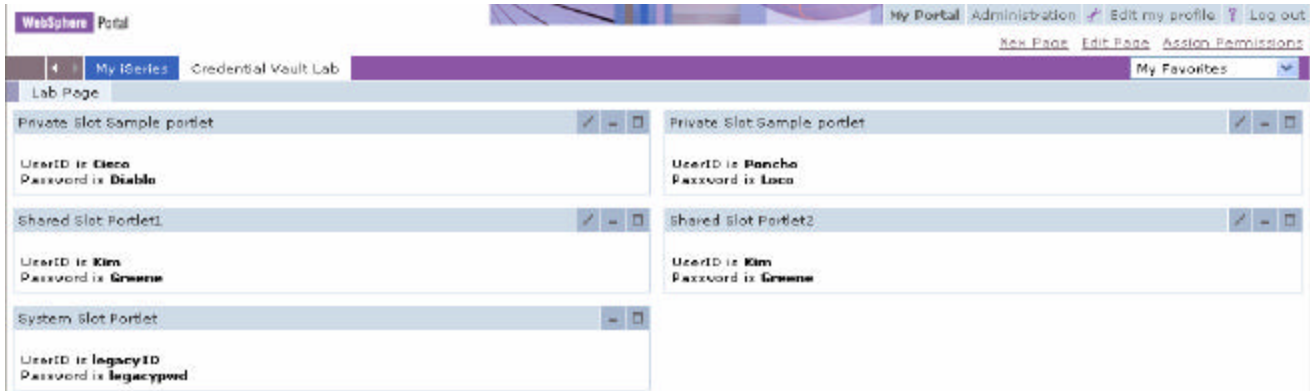 WebSphere Portal
My Portal Administration Edit my profile ? Log out
New Page Edit Page Assign Permissions
My iSeries Credential Vault Lab
My Favorites
Lab Page
Private Slot Sample portlet
UserID is Cisco
Password is Diablo
Private Slot Sample portlet
UserID is Poncho
Password is Loco
Shared Slot Portlet1
UserID is Kim
Password is Greene
Shared Slot Portlet2
UserID is Kim
Password is Greene
System Slot Portlet
UserID is legacyID
Password is legacypwd